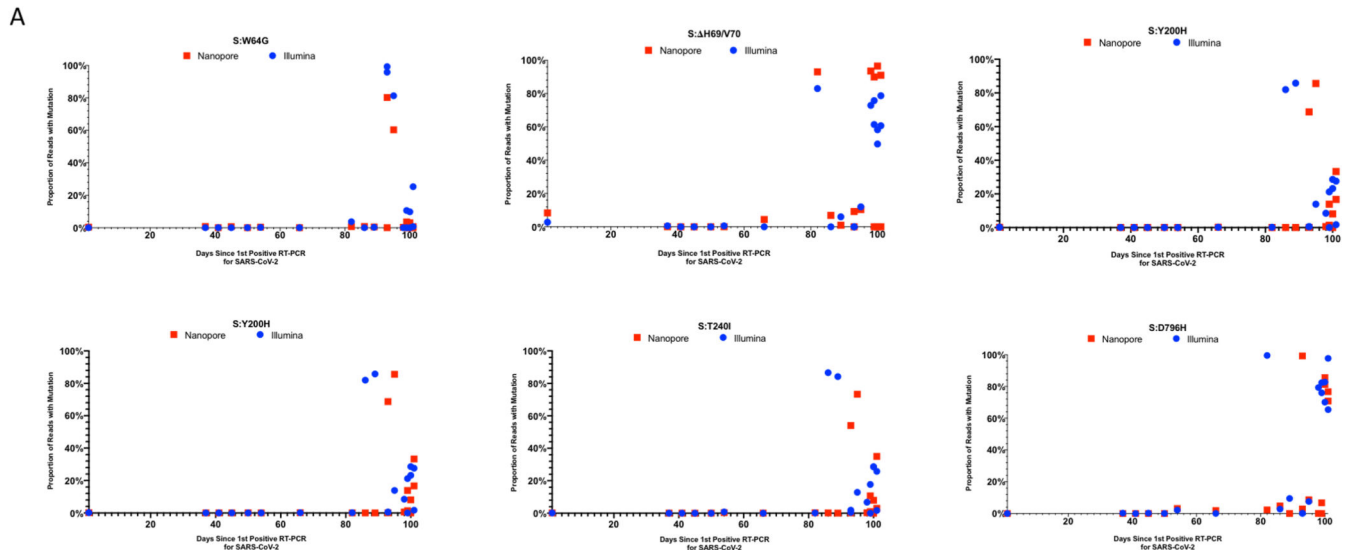 A
S:W64G
Nanopore Illumina
100%
80%
60%
40%
20%
0%
20 40 60 80 100
Proportion of Reads with Mutation
Days Since 1st Positive RT-PCR
for SARS-CoV-2
S:ΔH69/V70
Nanopore Illumina
100%
80%
60%
40%
20%
0%
20 40 60 80 100
Proportion of Reads with Mutation
Days Since 1st Positive RT-PCR
for SARS-CoV-2
S:Y200H
Nanopore Illumina
100%
80%
60%
40%
20%
0%
20 40 60 80 100
Proportion of Reads with Mutation
Days Since 1st Positive RT-PCR
for SARS-CoV-2
S:Y200H
Nanopore Illumina
100%
80%
60%
40%
20%
0%
20 40 60 80 100
Proportion of Reads with Mutation
Days Since 1st Positive RT-PCR
for SARS-CoV-2
S:T240I
Nanopore Illumina
100%
80%
60%
40%
20%
0%
20 40 60 80 100
Proportion of Reads with Mutation
Days Since 1st Positive RT-PCR
for SARS-CoV-2
S:D796H
Nanopore Illumina
100%
80%
60%
40%
20%
0%
20 40 60 80 100
Proportion of Reads with Mutation
Days Since 1st Positive RT-PCR
for SARS-CoV-2